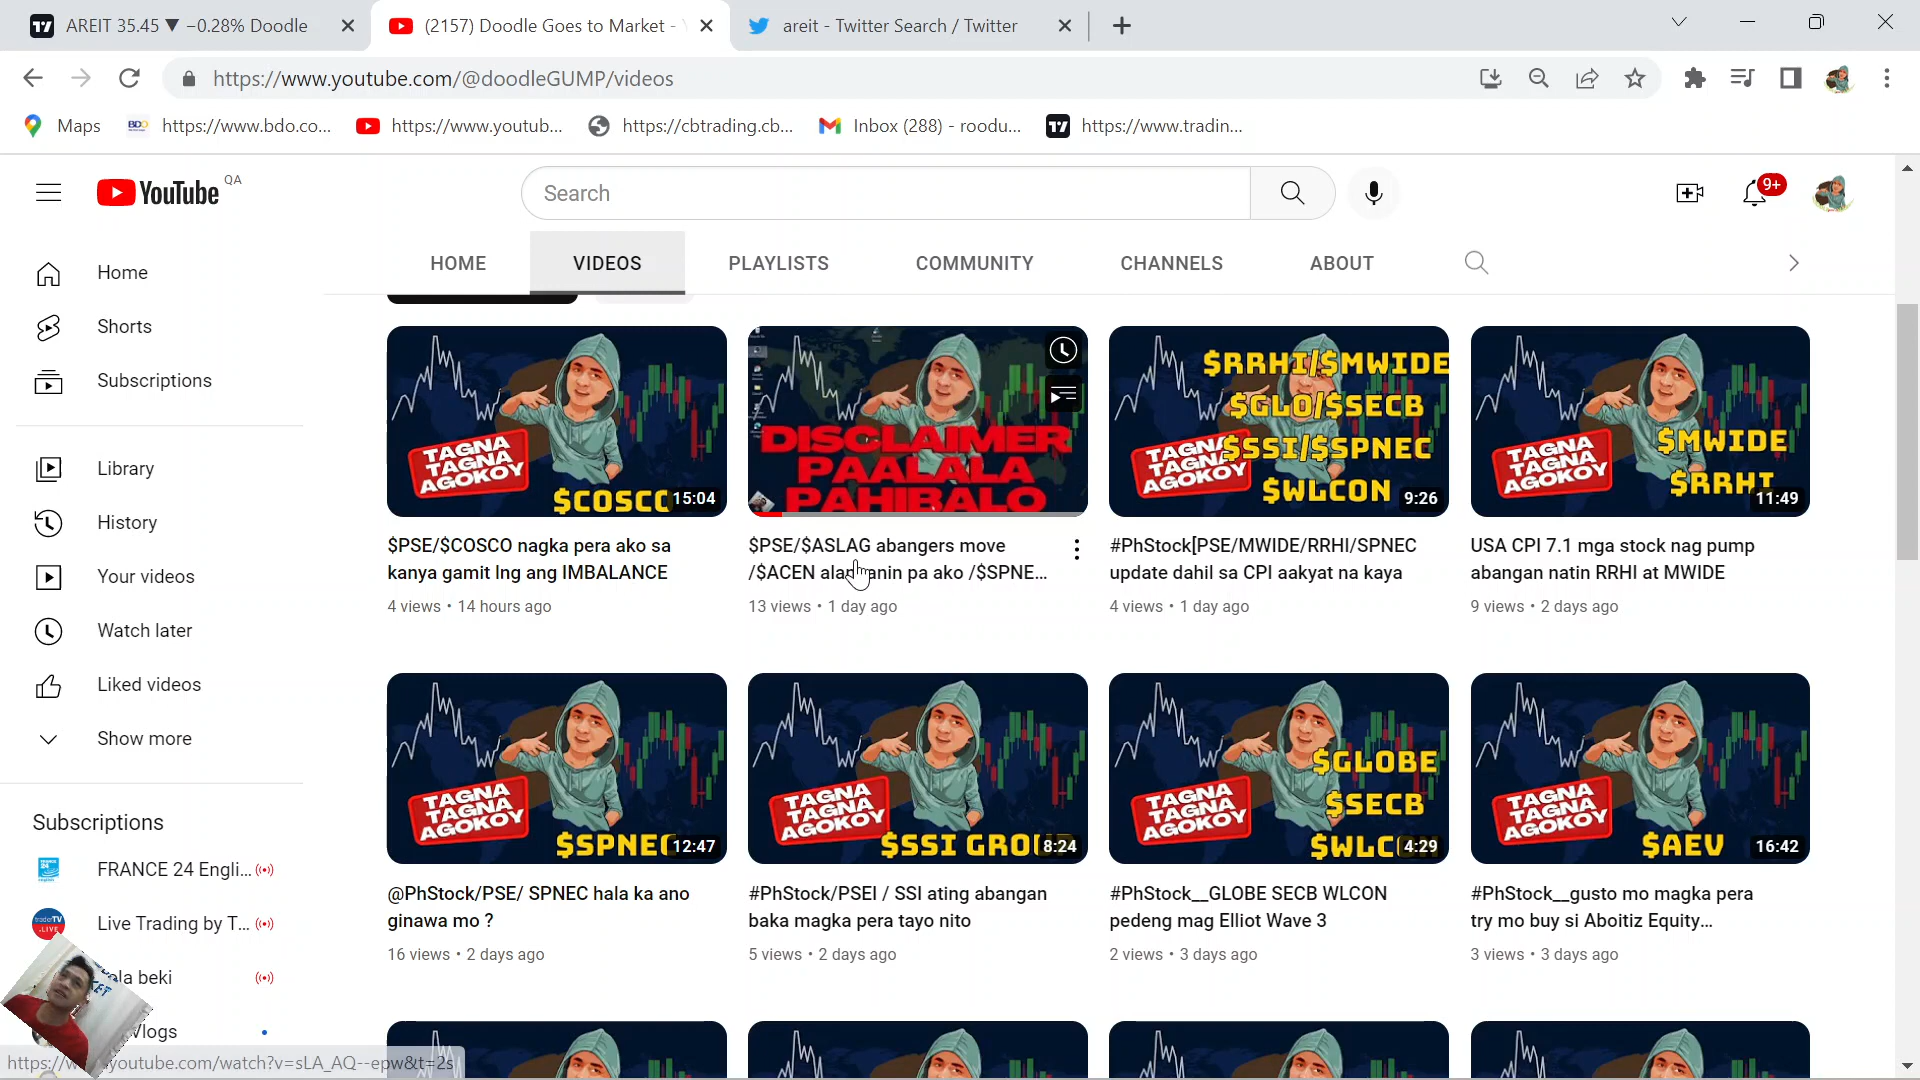 AREIT 35.45 ▼ −0.28% Doodle
(2157) Doodle Goes to Market -
areit - Twitter Search / Twitter
https://www.youtube.com/@doodleGUMP/videos
Maps
BDO
https://www.bdo.co...
https://www.youtub...
https://cbtrading.cb...
Inbox (288) - roodu...
https://www.tradin...
YouTube QA
Search
9+
HOME
VIDEOS
PLAYLISTS
COMMUNITY
CHANNELS
ABOUT
Home
Shorts
Subscriptions
Library
History
Your videos
Watch later
Liked videos
Show more
Subscriptions
FRANCE 24 Engli...
Live Trading by T...
la beki
Vlogs
TAGNA
TAGNA
AGOKOY
$COSCO
15:04
$PSE/$COSCO nagka pera ako sa
kanya gamit lng ang IMBALANCE
4 views • 14 hours ago
DISCLAIMER
PAALALA
PAHIBALO
$PSE/$ASLAG abangers move
/$ACEN anin pa ako /$SPNE...
13 views • 1 day ago
$RRHI/$MWIDE
$GLO/$SECB
$SSI/$SPNEC
$WLCON
TAGNA
TAGNA
AGOKOY
9:26
#PhStock[PSE/MWIDE/RRHI/SPNEC
update dahil sa CPI aakyat na kaya
4 views • 1 day ago
TAGNA
TAGNA
AGOKOY
$MWIDE
$RRHI
11:49
USA CPI 7.1 mga stock nag pump
abangan natin RRHI at MWIDE
9 views • 2 days ago
TAGNA
TAGNA
AGOKOY
$SPNEC
12:47
@PhStock/PSE/ SPNEC hala ka ano
ginawa mo ?
16 views • 2 days ago
TAGNA
TAGNA
AGOKOY
$SSI GROU
8:24
#PhStock/PSEI / SSI ating abangan
baka magka pera tayo nito
5 views • 2 days ago
TAGNA
TAGNA
AGOKOY
$GLOBE
$SECB
$WLC
4:29
#PhStock__GLOBE SECB WLCON
pedeng mag Elliot Wave 3
2 views • 3 days ago
TAGNA
TAGNA
AGOKOY
$AEV
16:42
#PhStock__gusto mo magka pera
try mo buy si Aboitiz Equity...
3 views • 3 days ago
youtube.com/watch?v=sLA_AQ--epw&t=2s